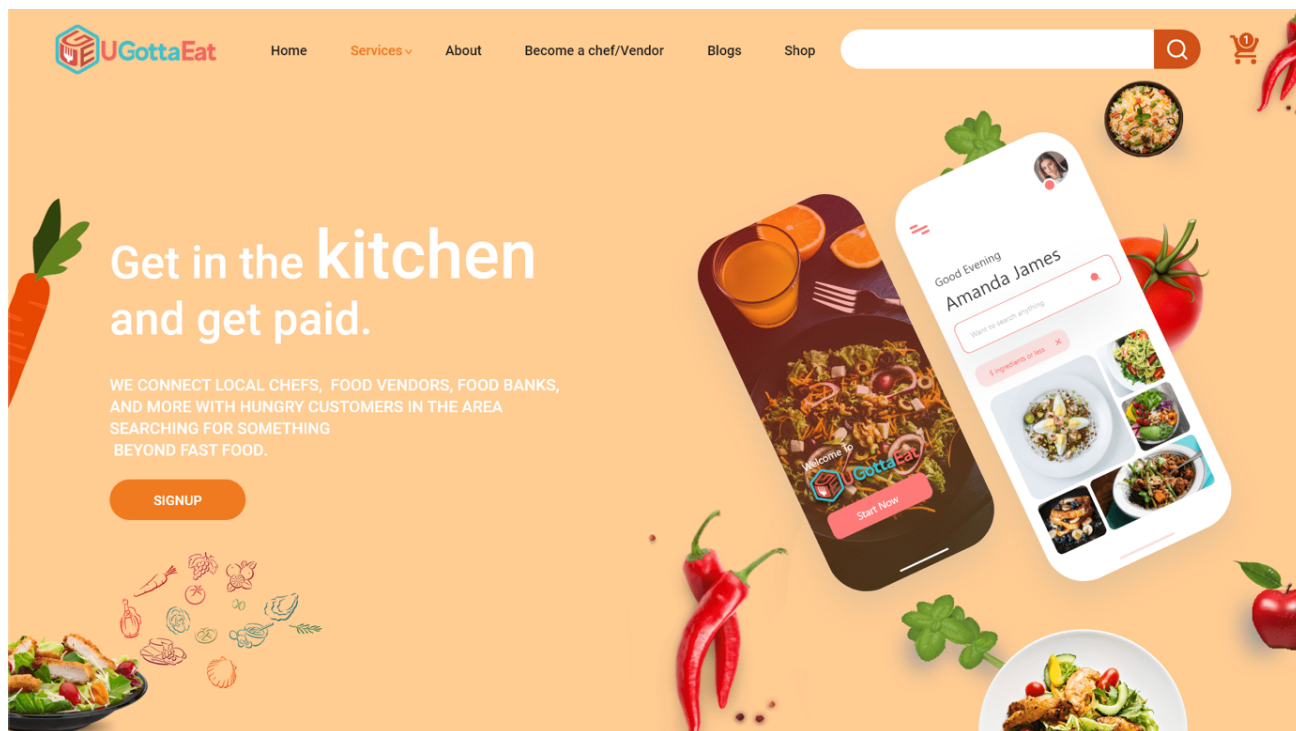 UGottaEat
Home
Services
About
Become a chef/Vendor
Blogs
Shop
1
Get in the kitchen
and get paid.
WE CONNECT LOCAL CHEFS, FOOD VENDORS, FOOD BANKS,
AND MORE WITH HUNGRY CUSTOMERS IN THE AREA
SEARCHING FOR SOMETHING
BEYOND FAST FOOD.
SIGNUP
Welcome To
UGottaEat
Start Now
Good Evening
Amanda James
Want to search anything
5 ingredients or less